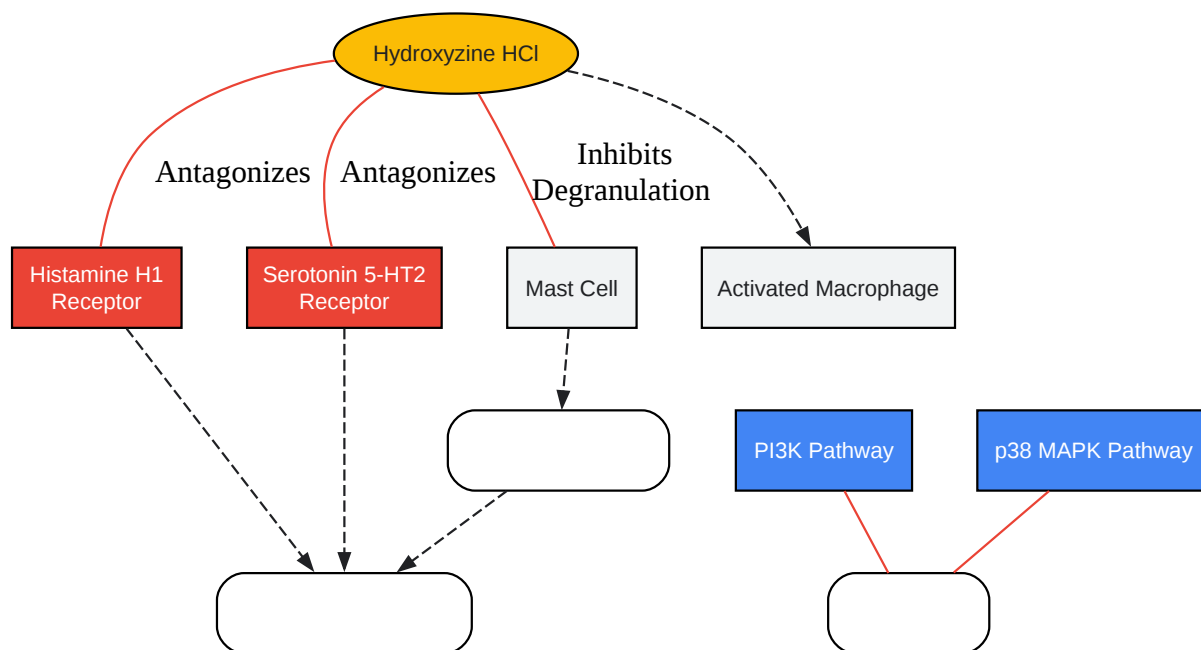 Hydroxyzine HCl
Antagonizes
Antagonizes
Inhibits
Degranulation
Histamine H1
Receptor
Serotonin 5-HT2
Receptor
Mast Cell
Activated Macrophage
PI3K Pathway
p38 MAPK Pathway